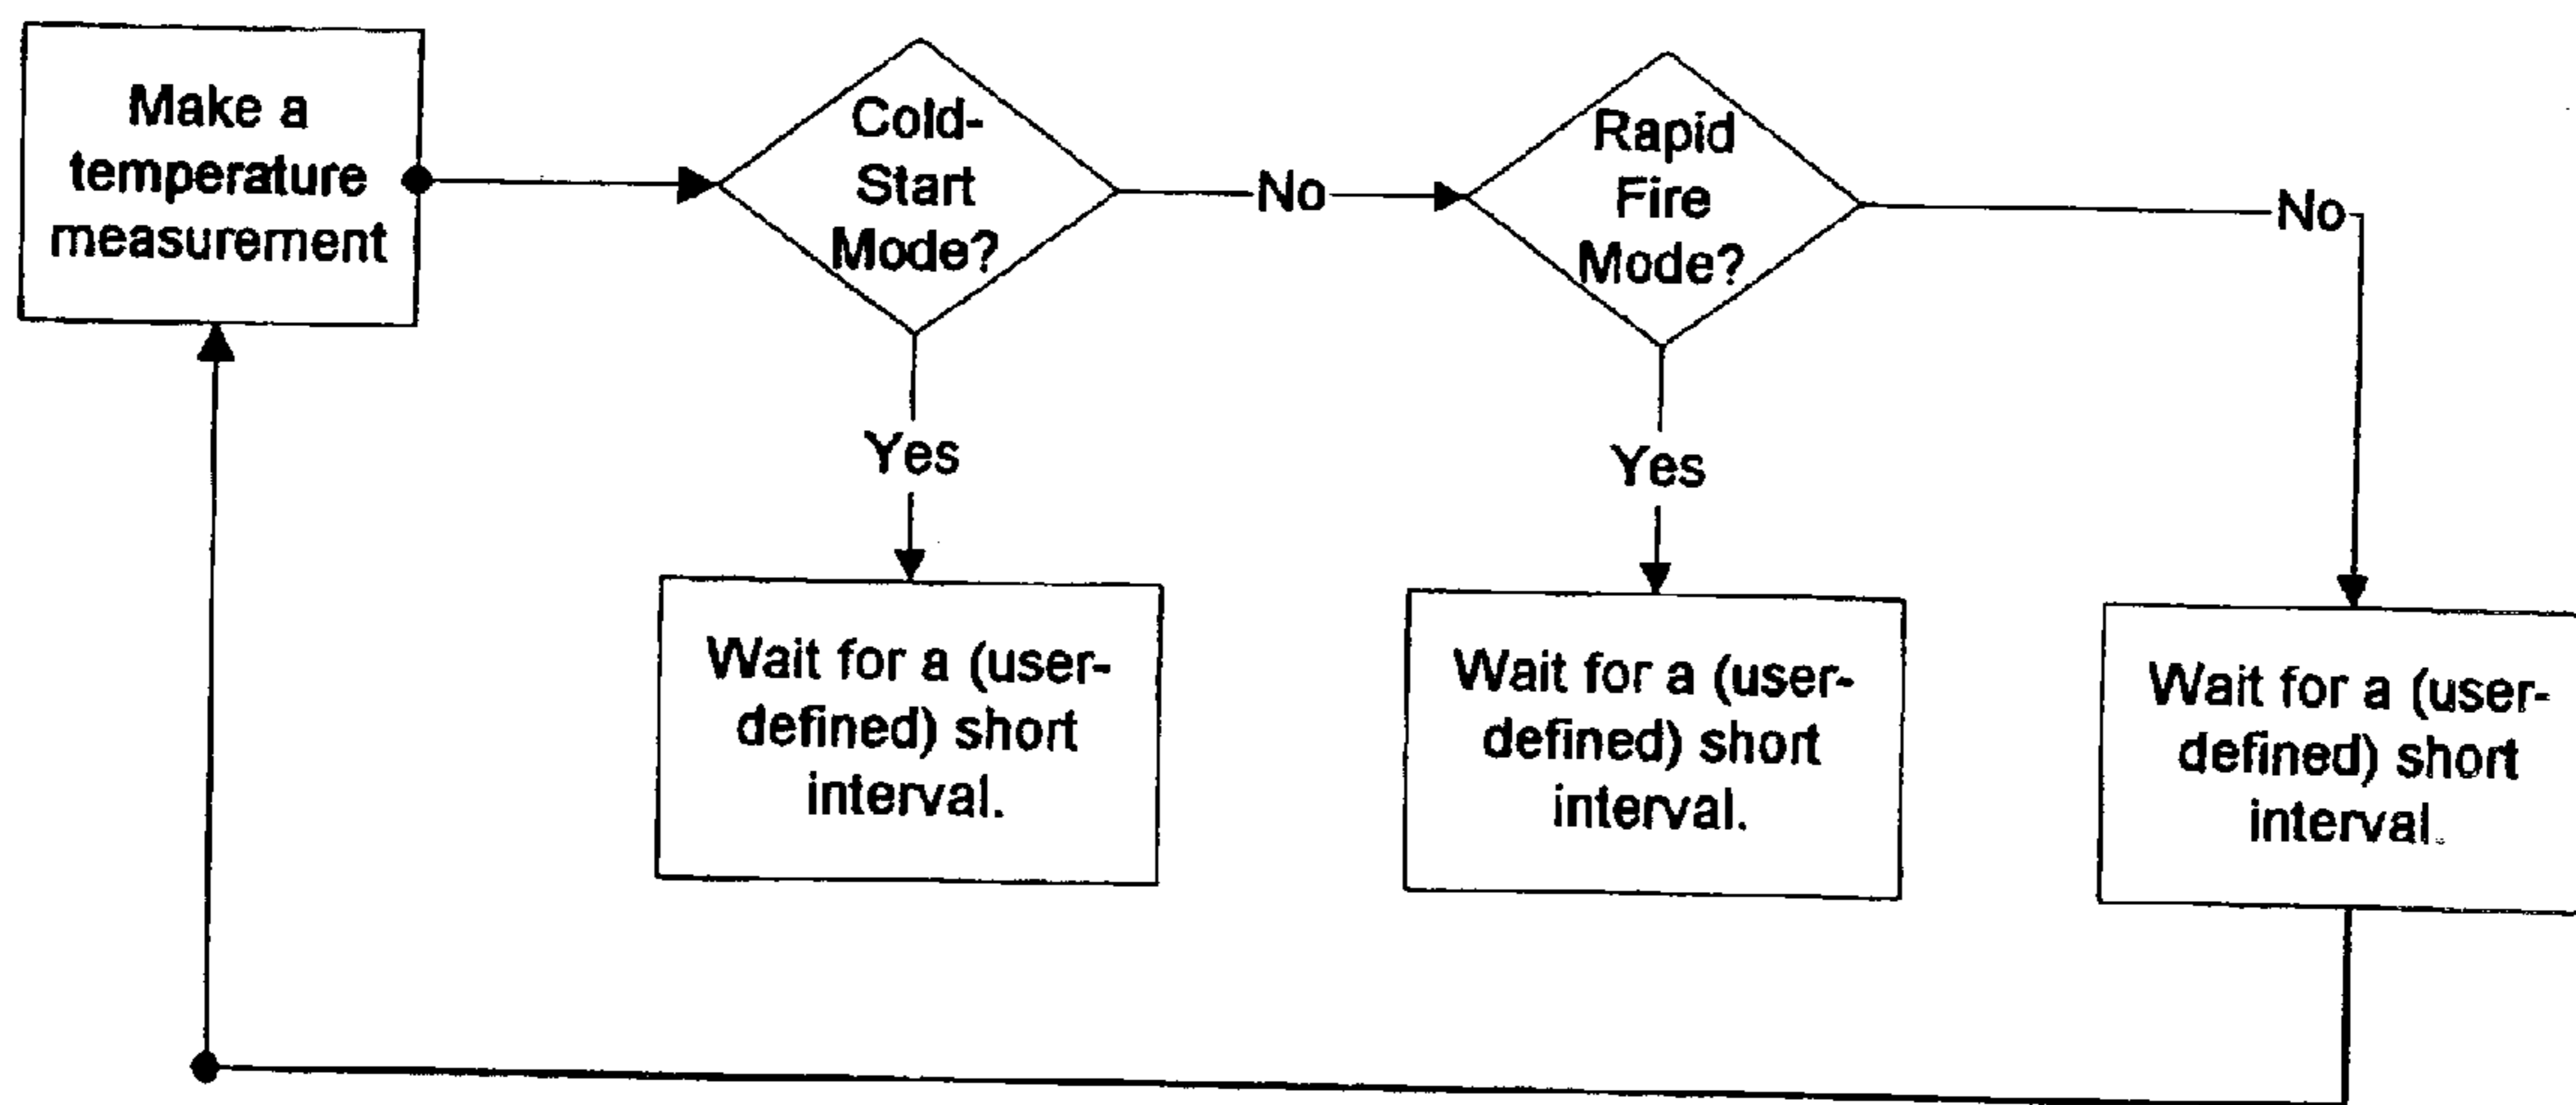 Make a
temperature
measurement
Cold-
Start
Mode?
No
Rapid
Fire
Mode?
No
Yes
Yes
Wait for a (user-
defined) short
interval.
Wait for a (user-
defined) short
interval.
Wait for a (user-
defined) short
interval.